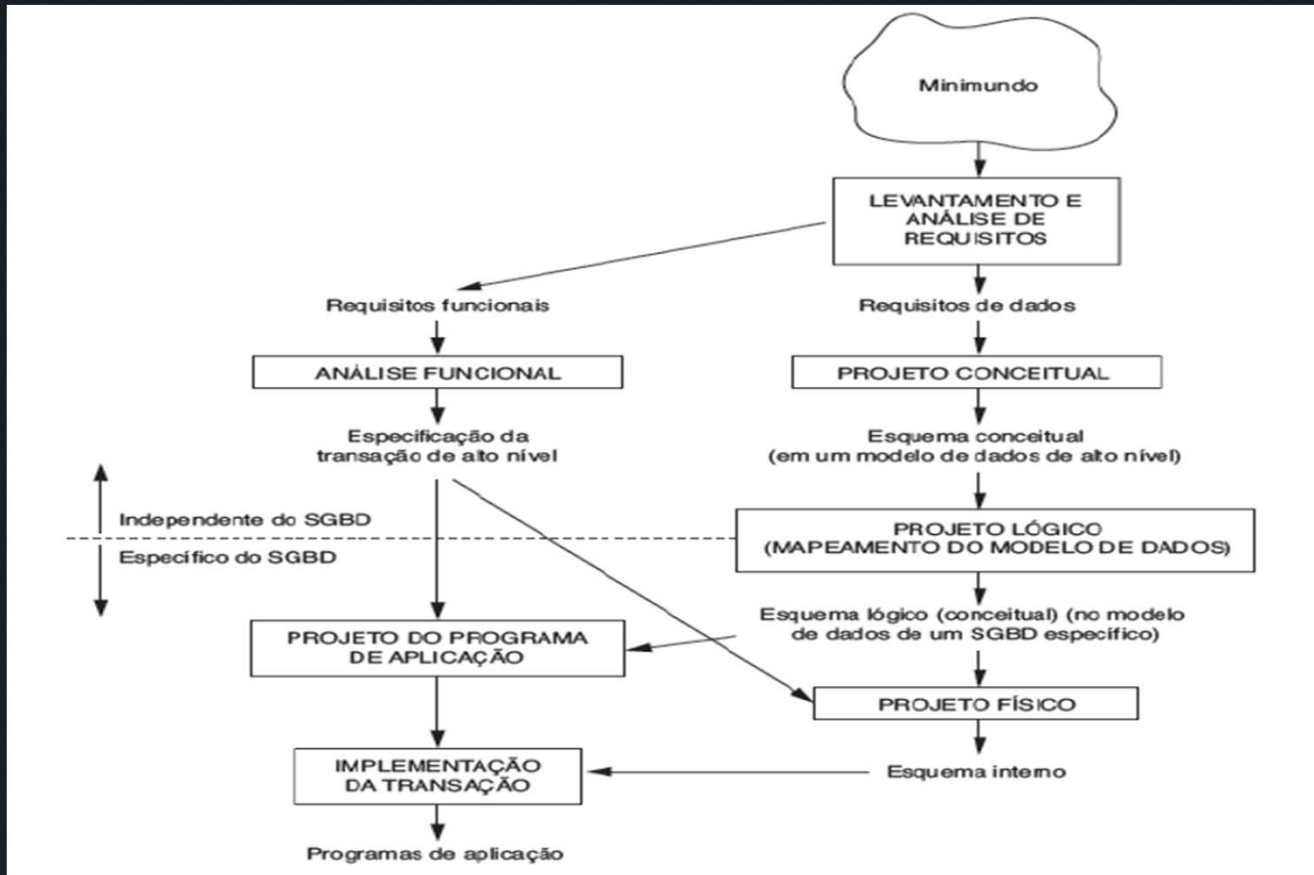 Minimundo
LEVANTAMENTO E
ANÁLISE DE
REQUISITOS
Requisitos funcionais
Requisitos de dados
ANÁLISE FUNCIONAL
PROJETO CONCEITUAL
Especificação da
transação de alto nível
Esquema conceitual
(em um modelo de dados de alto nível)
Independente do SGBD
Específico do SGBD
PROJETO LÓGICO
(MAPEAMENTO DO MODELO DE DADOS)
Esquema lógico (conceitual) (no modelo
de dados de um SGBD específico)
PROJETO DO PROGRAMA
DE APLICAÇÃO
PROJETO FÍSICO
IMPLEMENTAÇÃO
DA TRANSAÇÃO
Esquema interno
Programas de aplicação